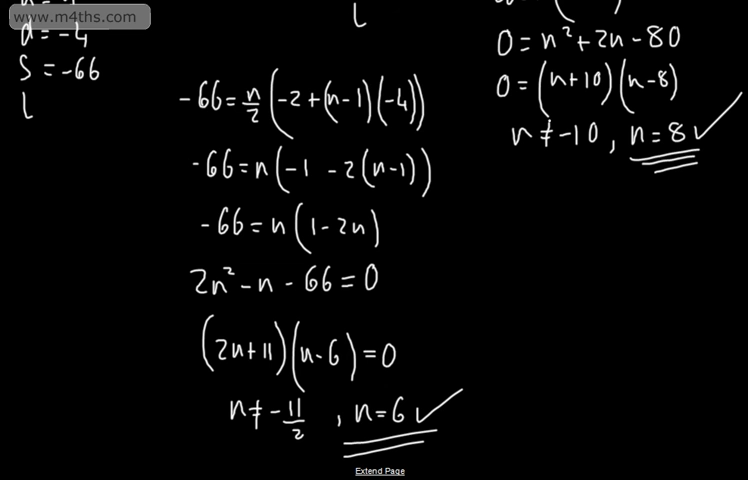 www.m4ths.com
d = -4
S = -66
L
L
-66 = n/2 (-2 + (n-1)(-4))
-66 = n(-1 - 2(n-1))
-66 = n(1 - 2n)
2n² - n - 66 = 0
(2n + 11)(n - 6) = 0
n ≠ -11/2 , n = 6 ✓
0 = n² + 2n - 80
0 = (n + 10)(n - 8)
n ≠ -10 , n = 8 ✓
Extend Page